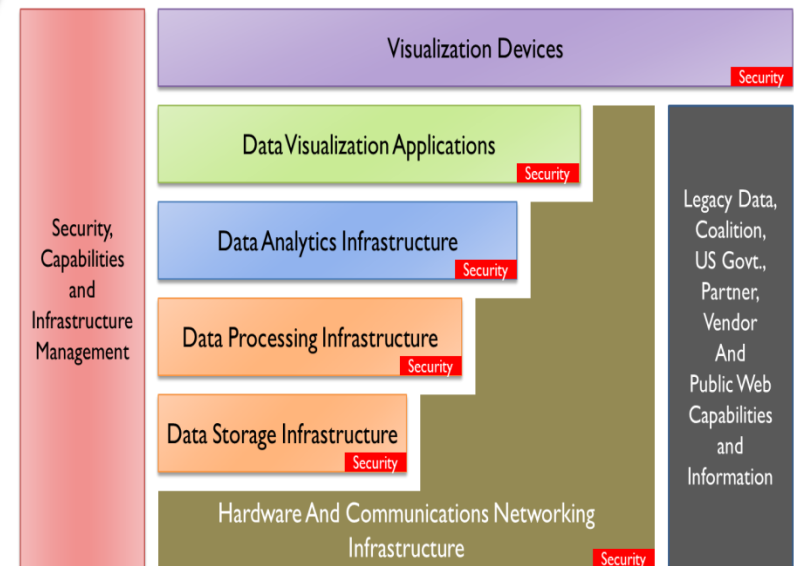 Visualization Devices
Security
Data Visualization Applications
Security
Data Analytics Infrastructure
Security
Data Processing Infrastructure
Security
Data Storage Infrastructure
Security
Hardware And Communications Networking
Infrastructure
Security
Security,
Capabilities
and
Infrastructure
Management
Legacy Data,
Coalition,
US Govt.,
Partner,
Vendor
And
Public Web
Capabilities
and
Information